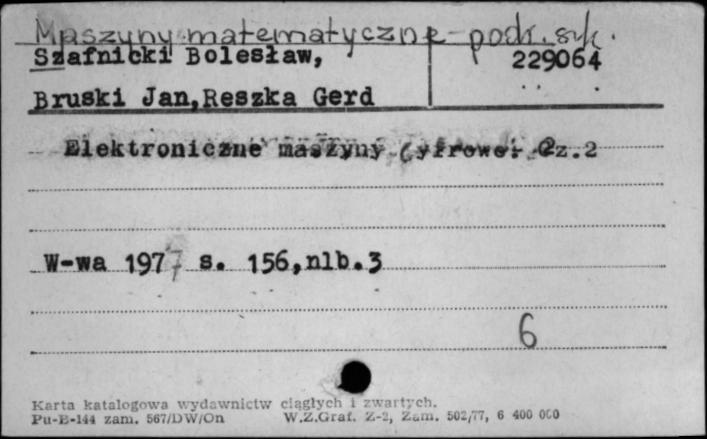 Maszyny matematyczne - podr. szk.
Szafnicki Bolesław,
229064
Bruski Jan,Reszka Gerd
Elektroniczne maszyny cyfrowe. Cz.2
W-wa 1977 s. 156,nlb.3
6
Karta katalogowa wydawnictw ciągłych i zwartych.
Pu-B-144 zam. 567/DW/On W.Z.Graf. Z-2, Zam. 502/77, 6 400 000